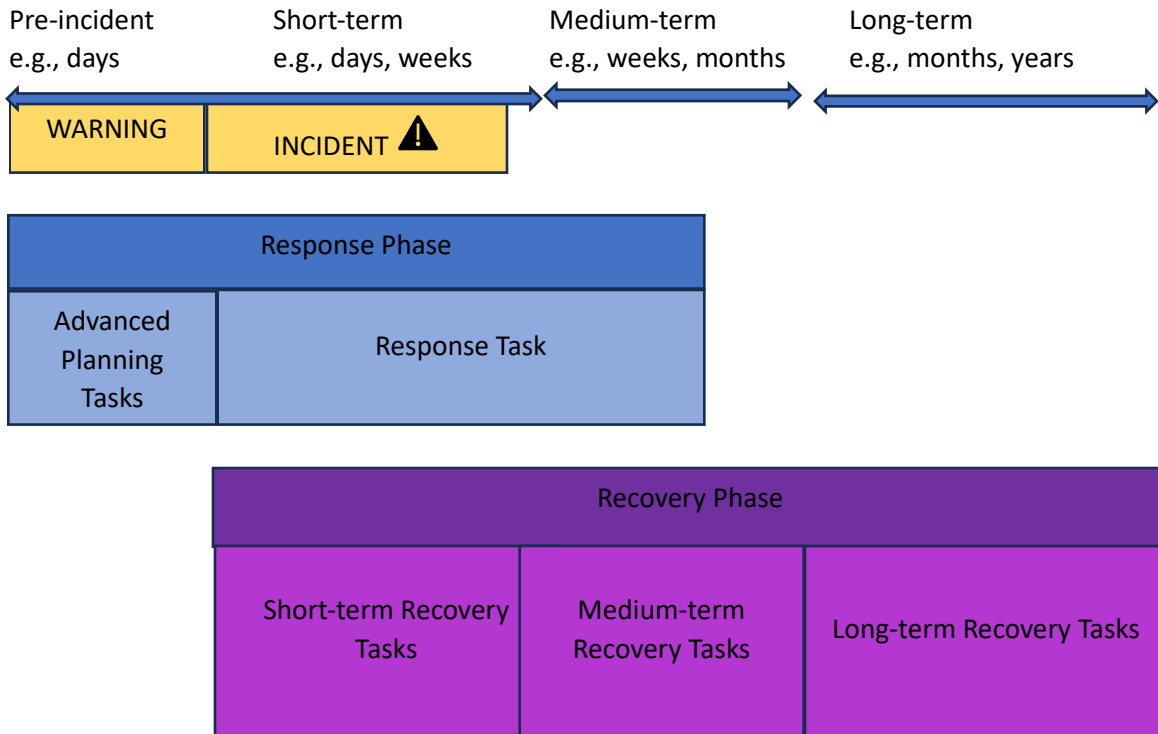 Pre-incident
e.g., days
Short-term
e.g., days, weeks
Medium-term
e.g., weeks, months
Long-term
e.g., months, years
WARNING
INCIDENT
Response Phase
Advanced
Planning
Tasks
Response Task
Recovery Phase
Short-term Recovery
Tasks
Medium-term
Recovery Tasks
Long-term Recovery Tasks